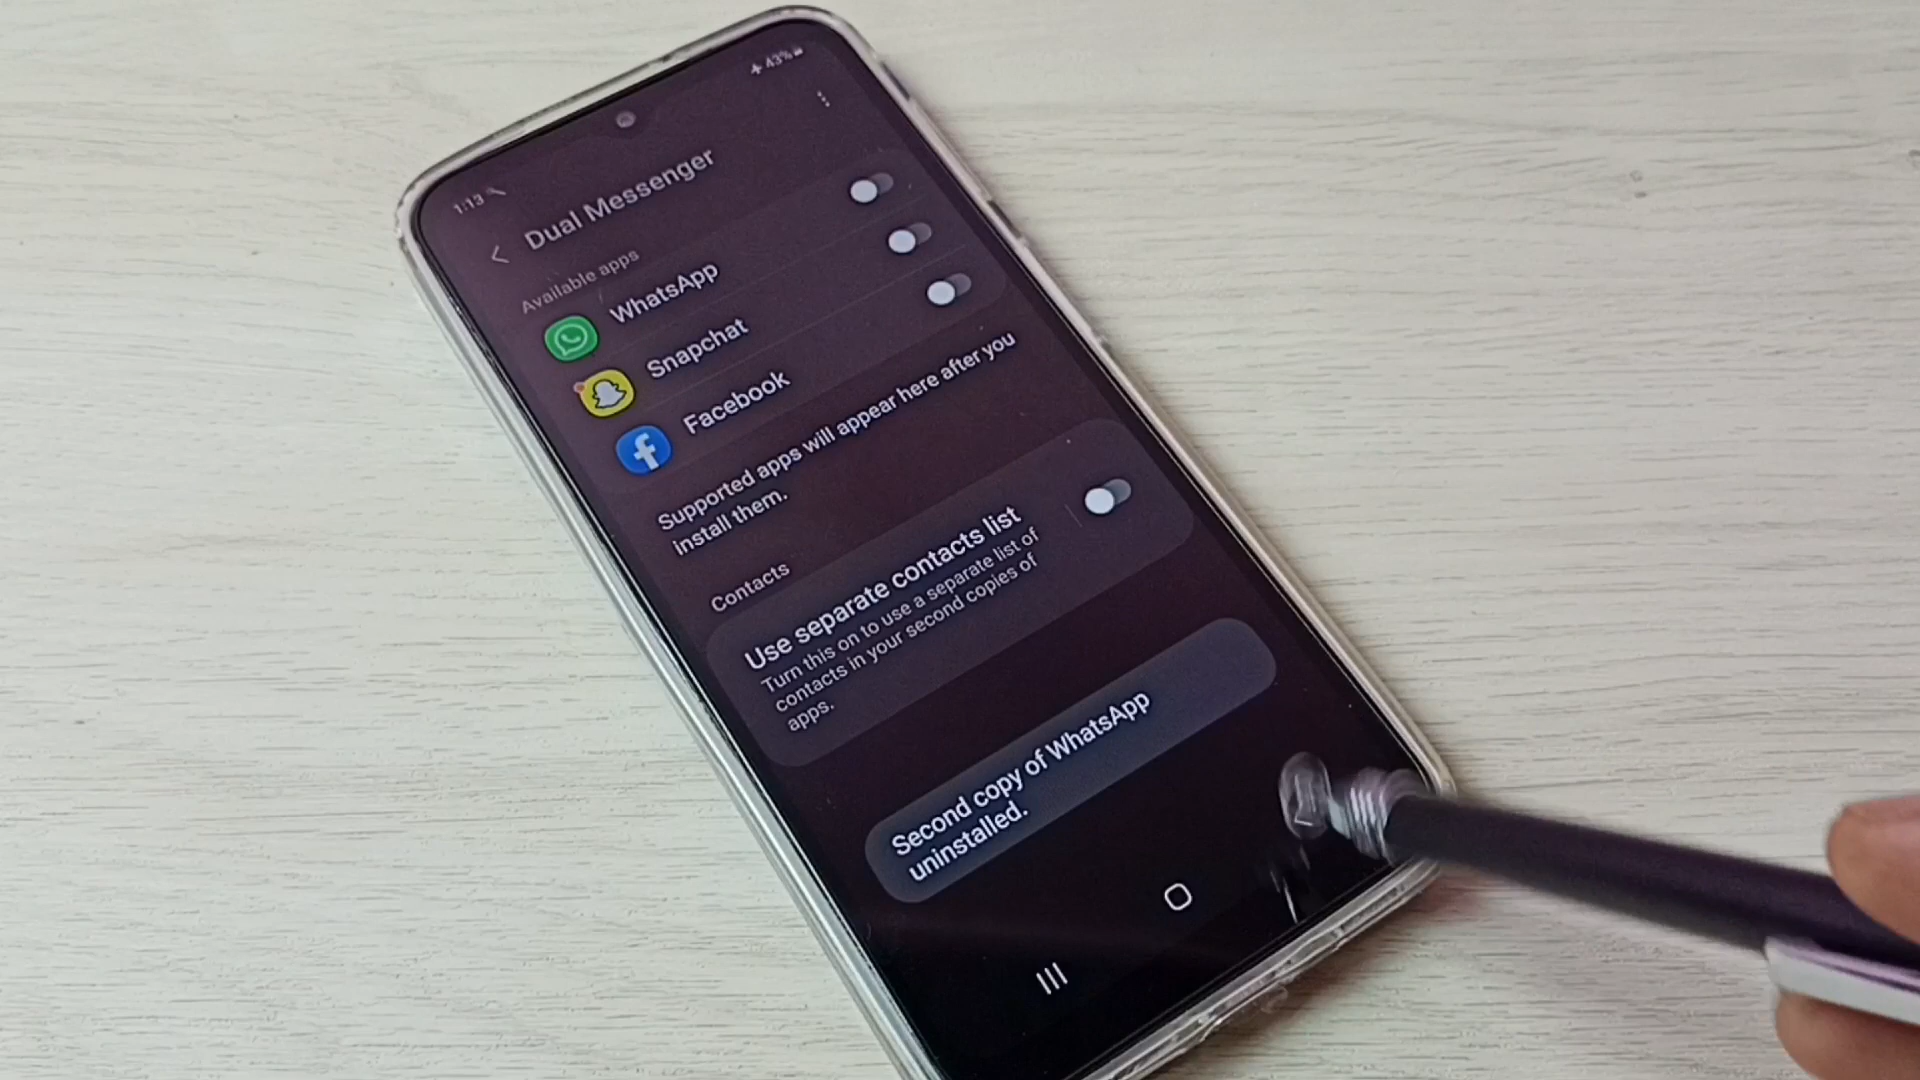 1:13
43%
Dual Messenger
Available apps
WhatsApp
Snapchat
Facebook
Supported apps will appear here after you
install them.
Contacts
Use separate contacts list
Turn this on to use a separate list of
contacts in your second copies of
apps.
Second copy of WhatsApp
uninstalled.